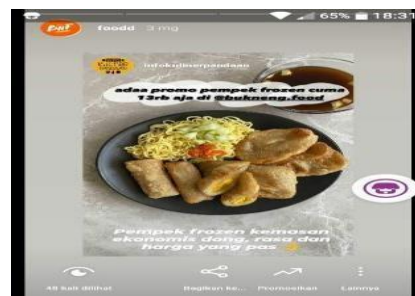 65% 18:31
foodd 3 mg
infokulinerpandaan
adaa promo pempek frozen cuma
13rb aja di @bukneng.food
Pempek frozen kemasan
ekonomis dong, rasa dan
harga yang pas
48 kali dilihat
Bagikan ke...
Promosikan
Lainnya